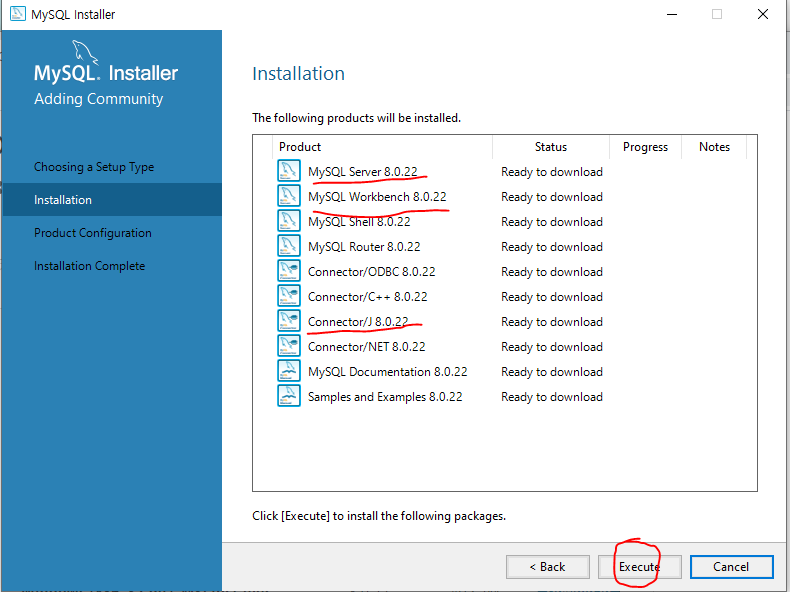 MySQL Installer
MySQL. Installer
Adding Community
Choosing a Setup Type
Installation
Product Configuration
Installation Complete
Installation
The following products will be installed.
Product Status Progress Notes
MySQL Server 8.0.22 Ready to download
MySQL Workbench 8.0.22 Ready to download
MySQL Shell 8.0.22 Ready to download
MySQL Router 8.0.22 Ready to download
Connector/ODBC 8.0.22 Ready to download
Connector/C++ 8.0.22 Ready to download
Connector/J 8.0.22 Ready to download
Connector/NET 8.0.22 Ready to download
MySQL Documentation 8.0.22 Ready to download
Samples and Examples 8.0.22 Ready to download
Click [Execute] to install the following packages.
< Back Execute Cancel